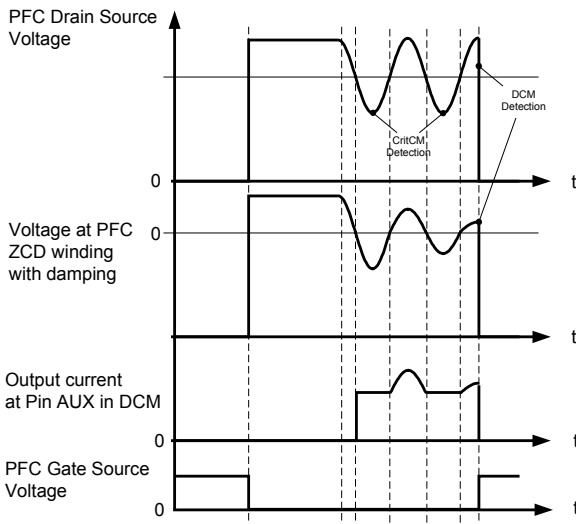 PFC Drain Source
Voltage
DCM
Detection
CritCM
Detection
0
t
Voltage at PFC
ZCD winding
with damping
0
t
Output current
at Pin AUX in DCM
0
t
PFC Gate Source
Voltage
0
t